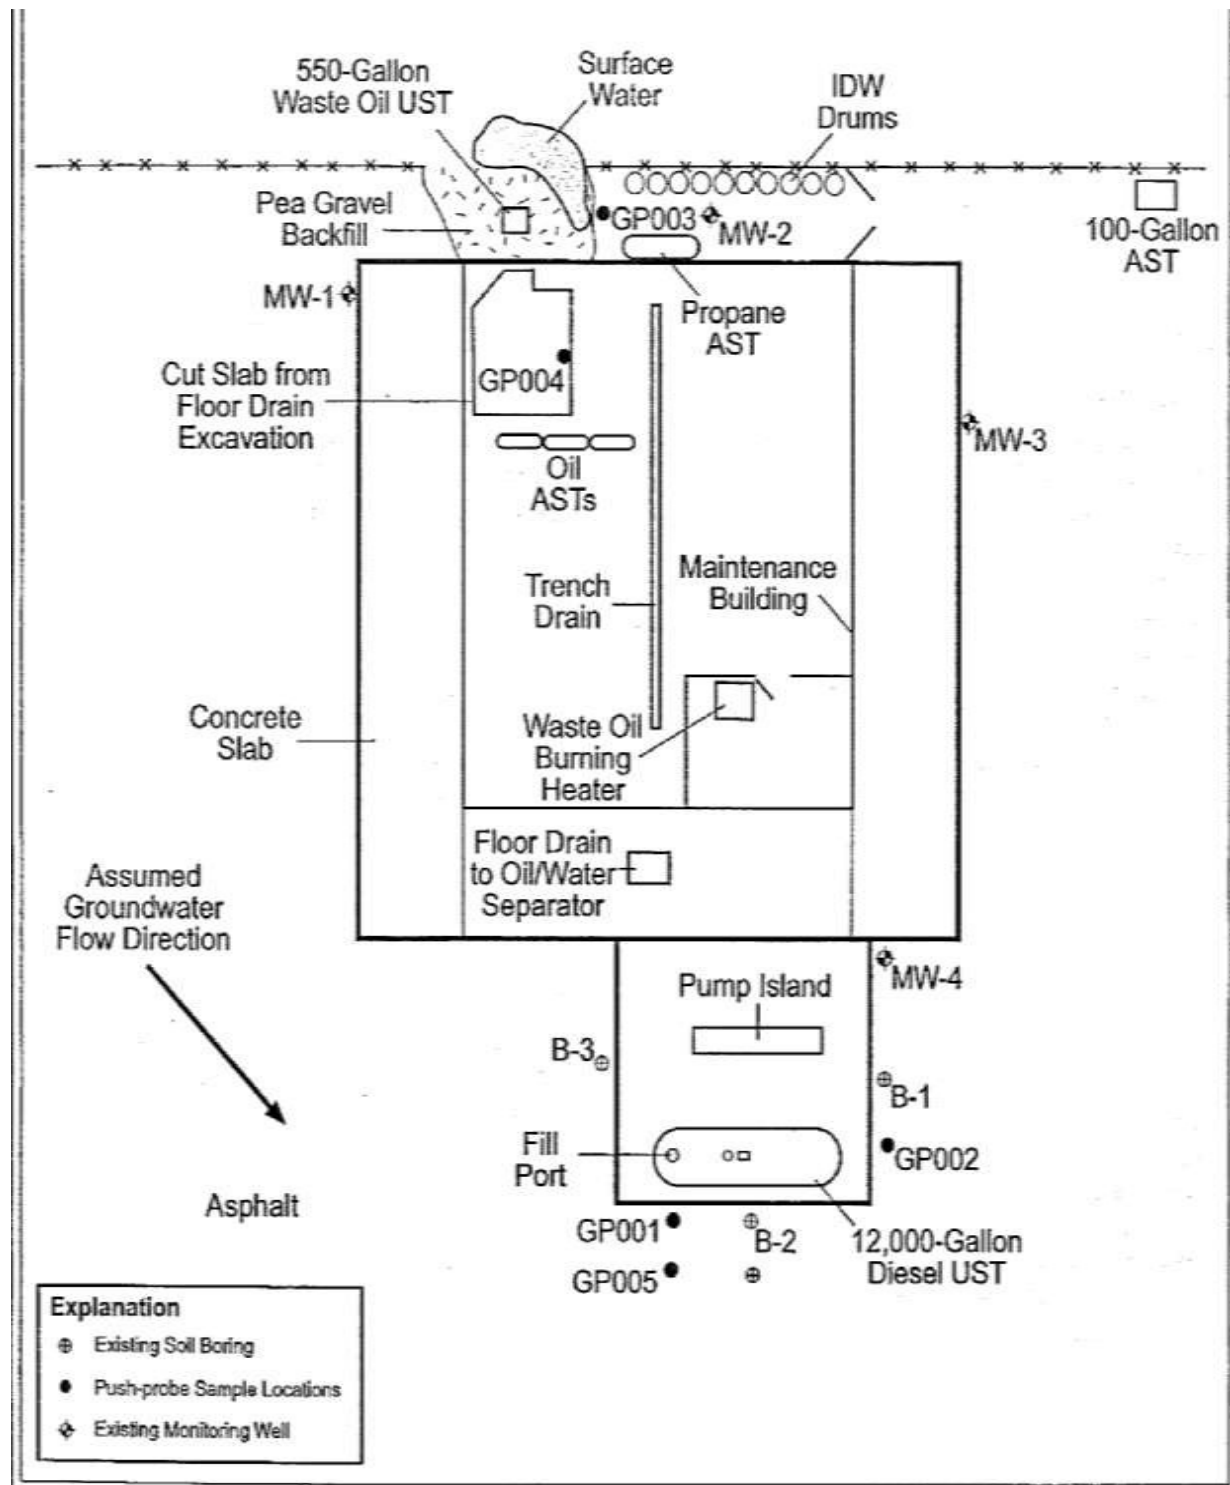 550-Gallon
Waste Oil UST
Surface
Water
IDW
Drums
Pea Gravel
Backfill
GP003
MW-2
100-Gallon
AST
MW-1
Propane
AST
GP004
Cut Slab from
Floor Drain
Excavation
MW-3
Oil
ASTs
Trench
Drain
Maintenance
Building
Concrete
Slab
Waste Oil
Burning
Heater
Floor Drain
to Oil/Water
Separator
Assumed
Groundwater
Flow Direction
MW-4
Pump Island
B-3
B-1
Fill
Port
GP002
Asphalt
GP001
B-2
12,000-Gallon
Diesel UST
GP005
Explanation
Existing Soil Boring
Push-probe Sample Locations
Existing Monitoring Well